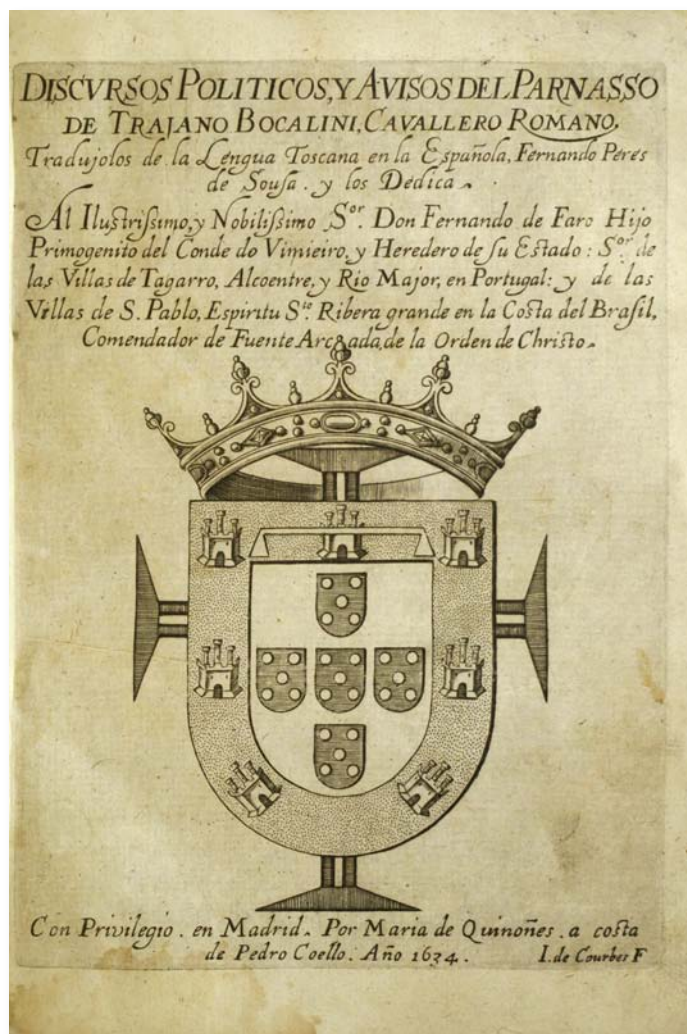 DISCVRSOS POLITICOS, Y AVISOS DEL PARNASSO
DE TRAJANO BOCALINI, CAVALLERO ROMANO.
Tradujolos de la Lengua Toscana en la Española, Fernando Peres
de Sousa. y los Dedica.
Al Ilustrissimo, y Nobilissimo S.or Don Fernando de Faro Hijo
Primogenito del Conde do Vimieiro, y Heredero de su Estado: S.or de
las Villas de Tagarro, Alcoentre, y Rio Major, en Portugal: y de las
Villas de S. Pablo, Espiritu S.to Ribera grande en la Costa del Brasil,
Comendador de Fuente Arcada, de la Orden de Christo.
Con Privilegio. en Madrid. Por Maria de Quinoñes. a costa
de Pedro Coello. Año 1634.
I. de Courbes F